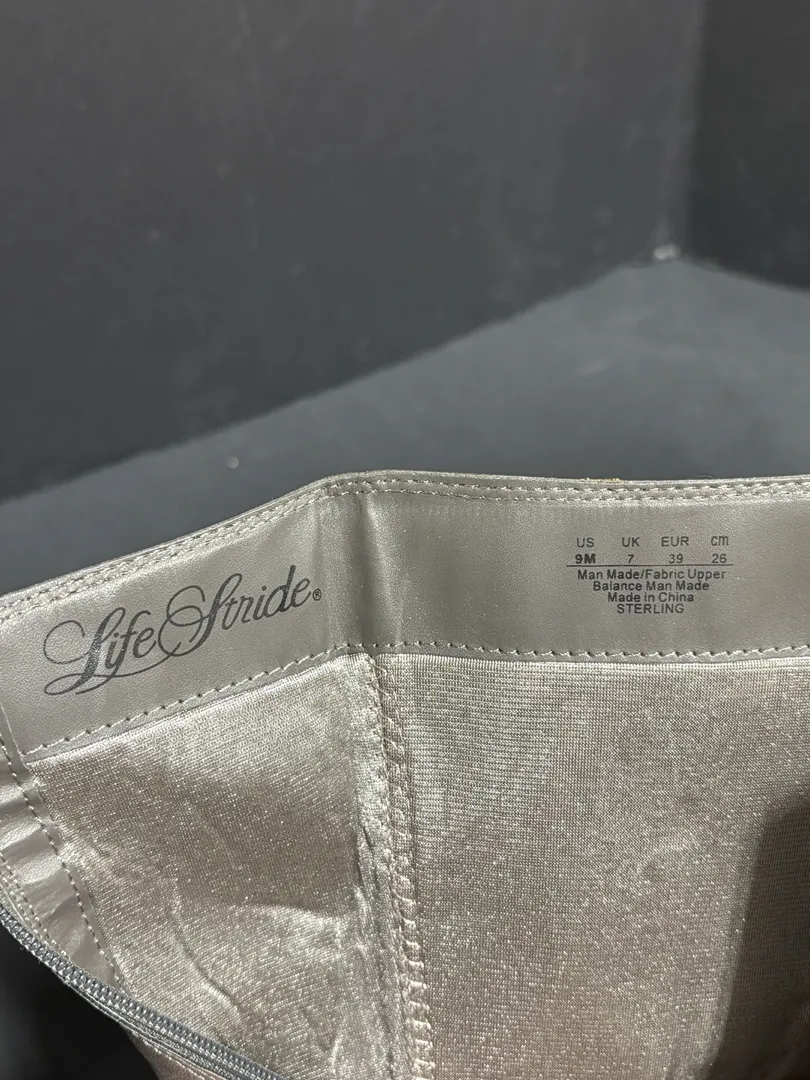 LifeStride®
US UK EUR cm
9M 7 39 26
Man Made/Fabric Upper
Balance Man Made
Made in China
STERLING